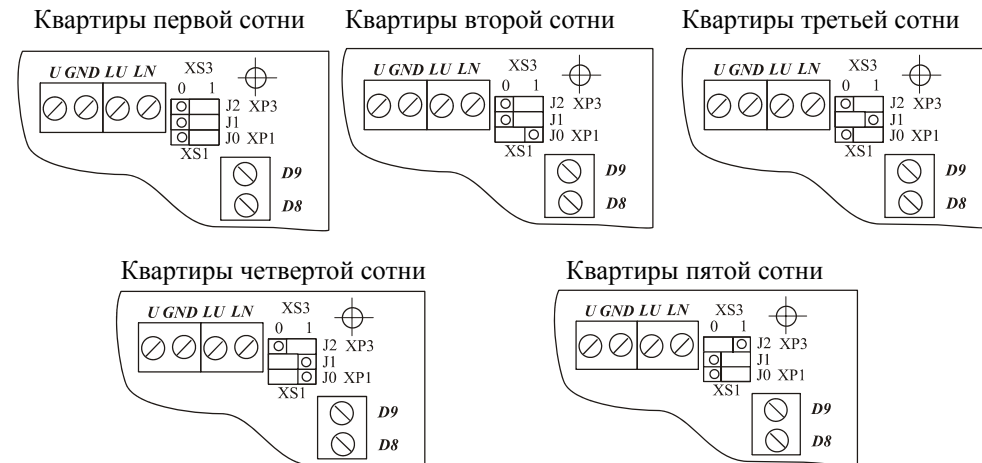 Квартиры первой сотни
U GND LU LN XS3
0 1
J2 XP3
J1
J0 XP1
XS1
D9
D8
Квартиры второй сотни
U GND LU LN XS3
0 1
J2 XP3
J1
J0 XP1
XS1
D9
D8
Квартиры третьей сотни
U GND LU LN XS3
0 1
J2 XP3
J1
J0 XP1
XS1
D9
D8
Квартиры четвертой сотни
U GND LU LN XS3
0 1
J2 XP3
J1
J0 XP1
XS1
D9
D8
Квартиры пятой сотни
U GND LU LN XS3
0 1
J2 XP3
J1
J0 XP1
XS1
D9
D8